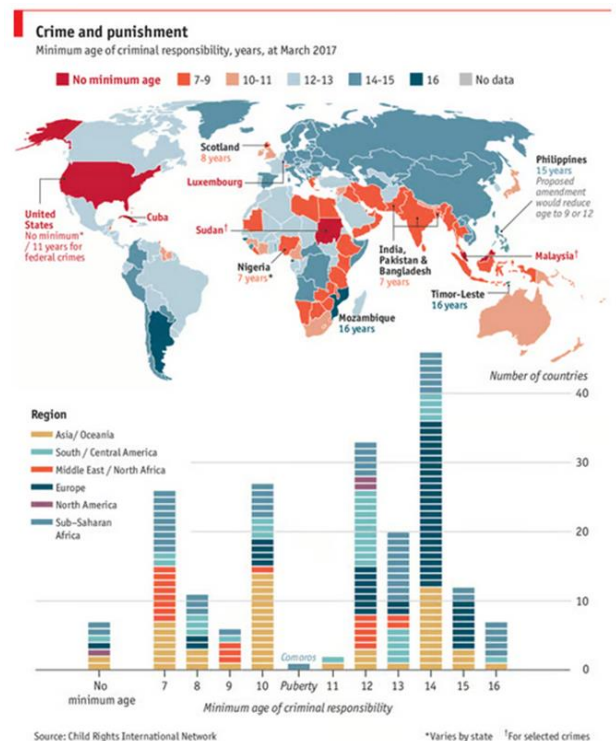 Crime and punishment
Minimum age of criminal responsibility, years, at March 2017
No minimum age 7-9 10-11 12-13 14-15 16 No data
Scotland
8 years
Luxembourg
Philippines
15 years
Proposed
amendment
would reduce
age to 9 or 12
United
States
No minimum*
/ 11 years for
federal crimes
Cuba
Sudan†
Nigeria
7 years*
India,
Pakistan &
Bangladesh
7 years
Malaysia†
Mozambique
16 years
Timor-Leste
16 years
Number of countries
Region
Asia/ Oceania
South / Central America
Middle East / North Africa
Europe
North America
Sub-Saharan
Africa
40
30
20
10
0
Comoros
No
minimum age
7 8 9 10 Puberty 11 12 13 14 15 16
Minimum age of criminal responsibility
Source: Child Rights International Network
*Varies by state †For selected crimes